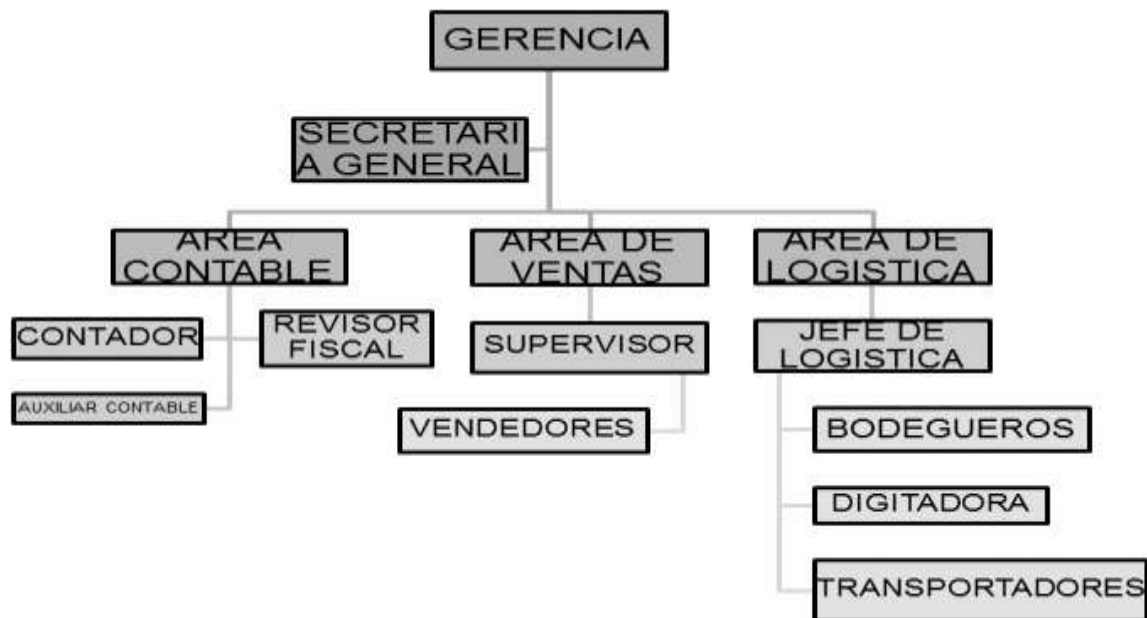 GERENCIA
SECRETARI
A GENERAL
AREA
CONTABLE
AREA DE
VENTAS
AREA DE
LOGISTICA
CONTADOR
REVISOR
FISCAL
SUPERVISOR
JEFE DE
LOGISTICA
AUXILIAR CONTABLE
VENDEDORES
BODEGUEROS
DIGITADORA
TRANSPORTADORES